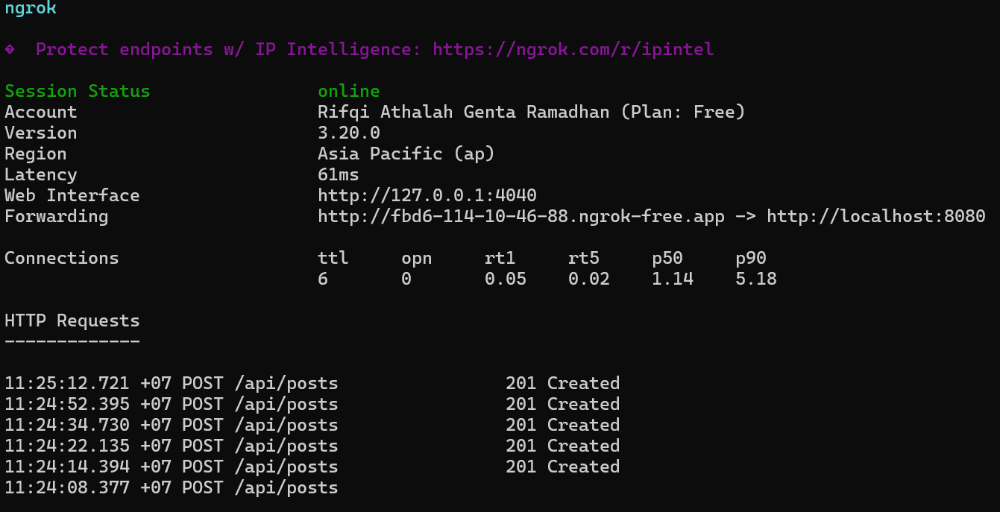 ngrok
� Protect endpoints w/ IP Intelligence: https://ngrok.com/r/ipintel
Session Status online
Account Rifqi Athalah Genta Ramadhan (Plan: Free)
Version 3.20.0
Region Asia Pacific (ap)
Latency 61ms
Web Interface http://127.0.0.1:4040
Forwarding http://fbd6-114-10-46-88.ngrok-free.app -> http://localhost:8080
Connections ttl opn rt1 rt5 p50 p90
6 0 0.05 0.02 1.14 5.18
HTTP Requests
-------------
11:25:12.721 +07 POST /api/posts 201 Created
11:24:52.395 +07 POST /api/posts 201 Created
11:24:34.730 +07 POST /api/posts 201 Created
11:24:22.135 +07 POST /api/posts 201 Created
11:24:14.394 +07 POST /api/posts 201 Created
11:24:08.377 +07 POST /api/posts